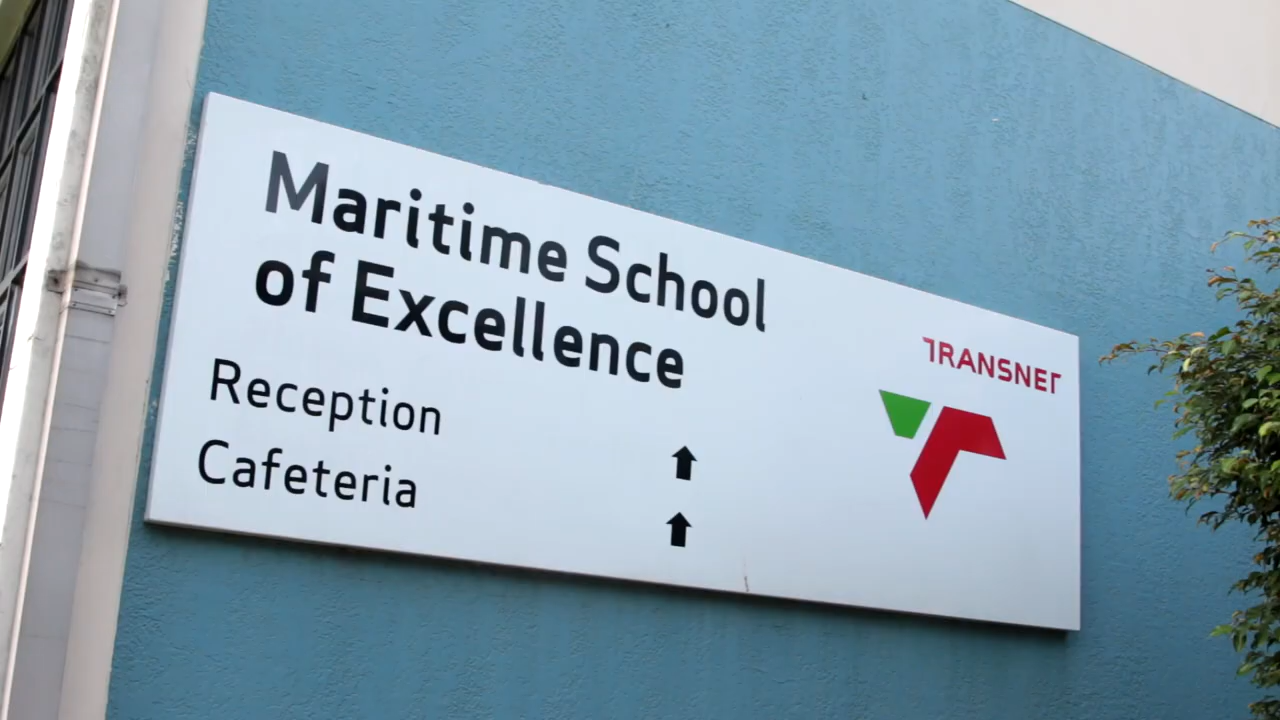 Maritime School
of Excellence
Reception
Cafeteria
TRANSNET